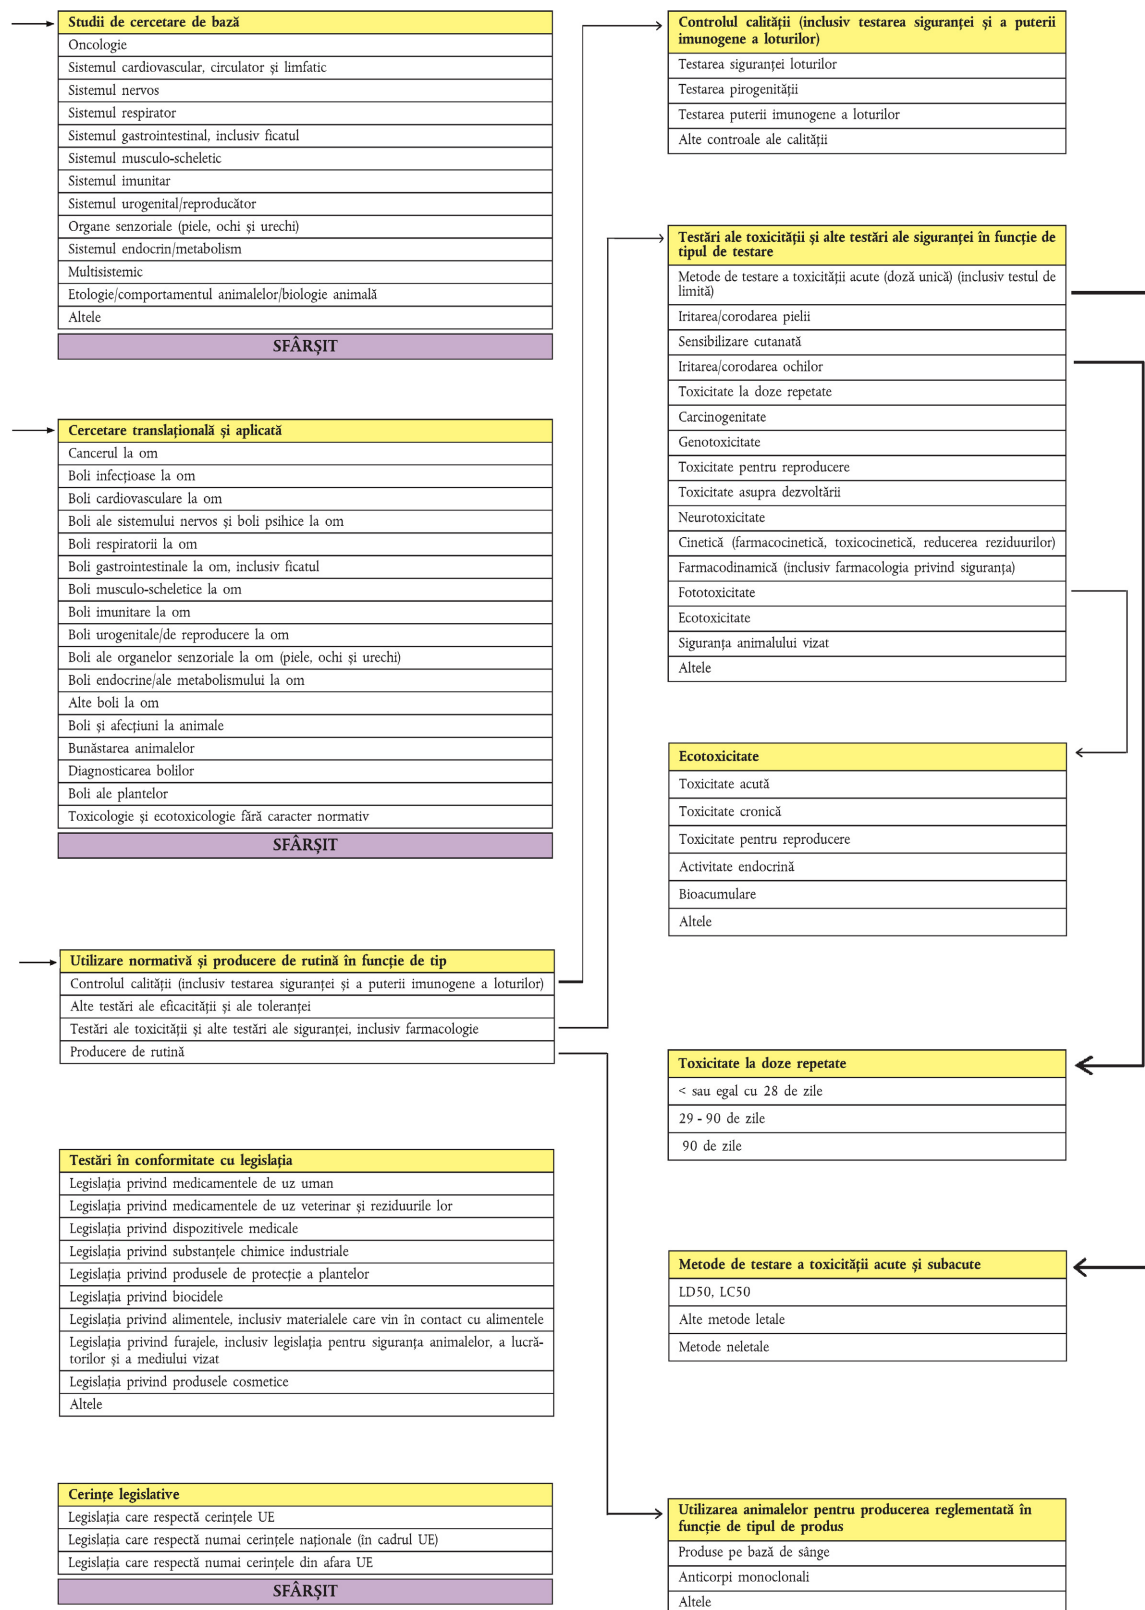 Studii de cercetare de bază
Oncologie
Sistemul cardiovascular, circulator și limfatic
Sistemul nervos
Sistemul respirator
Sistemul gastrointestinal, inclusiv ficatul
Sistemul musculo-scheletic
Sistemul imunitar
Sistemul urogenital/reproducător
Organe senzoriale (piele, ochi și urechi)
Sistemul endocrin/metabolism
Multisistemic
Etologie/comportamentul animalelor/biologie animală
Altele
SFÂRȘIT
Cercetare translațională și aplicată
Cancerul la om
Boli infecțioase la om
Boli cardiovasculare la om
Boli ale sistemului nervos și boli psihice la om
Boli respiratorii la om
Boli gastrointestinale la om, inclusiv ficatul
Boli musculo-scheletice la om
Boli imunitare la om
Boli urogenitale/de reproducere la om
Boli ale organelor senzoriale la om (piele, ochi și urechi)
Boli endocrine/ale metabolismului la om
Alte boli la om
Boli și afecțiuni la animale
Bunăstarea animalelor
Diagnosticarea bolilor
Boli ale plantelor
Toxicologie și ecotoxicologie fără caracter normativ
SFÂRȘIT
Utilizare normativă și producere de rutină în funcție de tip
Controlul calității (inclusiv testarea siguranței și a puterii imunogene a loturilor)
Alte testări ale eficacității și ale toleranței
Testări ale toxicității și alte testări ale siguranței, inclusiv farmacologie
Producere de rutină
Testări în conformitate cu legislația
Legislația privind medicamentele de uz uman
Legislația privind medicamentele de uz veterinar și reziduurile lor
Legislația privind dispozitivele medicale
Legislația privind substanțele chimice industriale
Legislația privind produsele de protecție a plantelor
Legislația privind biocidele
Legislația privind alimentele, inclusiv materialele care vin în contact cu alimentele
Legislația privind furajele, inclusiv legislația pentru siguranța animalelor, a lucră-
torilor și a mediului vizat
Legislația privind produsele cosmetice
Altele
Cerințe legislative
Legislația care respectă cerințele UE
Legislația care respectă numai cerințele naționale (în cadrul UE)
Legislația care respectă numai cerințele din afara UE
SFÂRȘIT
Controlul calității (inclusiv testarea siguranței și a puterii
imunogene a loturilor)
Testarea siguranței loturilor
Testarea pirogenității
Testarea puterii imunogene a loturilor
Alte controale ale calității
Testări ale toxicității și alte testări ale siguranței în funcție de
tipul de testare
Metode de testare a toxicității acute (doză unică) (inclusiv testul de
limită)
Iritarea/corodarea pielii
Sensibilizare cutanată
Iritarea/corodarea ochilor
Toxicitate la doze repetate
Carcinogenitate
Genotoxicitate
Toxicitate pentru reproducere
Toxicitate asupra dezvoltării
Neurotoxicitate
Cinetică (farmacocinetică, toxicocinetică, reducerea reziduurilor)
Farmacodinamică (inclusiv farmacologia privind siguranța)
Fototoxicitate
Ecotoxicitate
Siguranța animalului vizat
Altele
Ecotoxicitate
Toxicitate acută
Toxicitate cronică
Toxicitate pentru reproducere
Activitate endocrină
Bioacumulare
Altele
Toxicitate la doze repetate
< sau egal cu 28 de zile
29 - 90 de zile
90 de zile
Metode de testare a toxicității acute și subacute
LD50, LC50
Alte metode letale
Metode neletale
Utilizarea animalelor pentru producerea reglementată în
funcție de tipul de produs
Produse pe bază de sânge
Anticorpi monoclonali
Altele